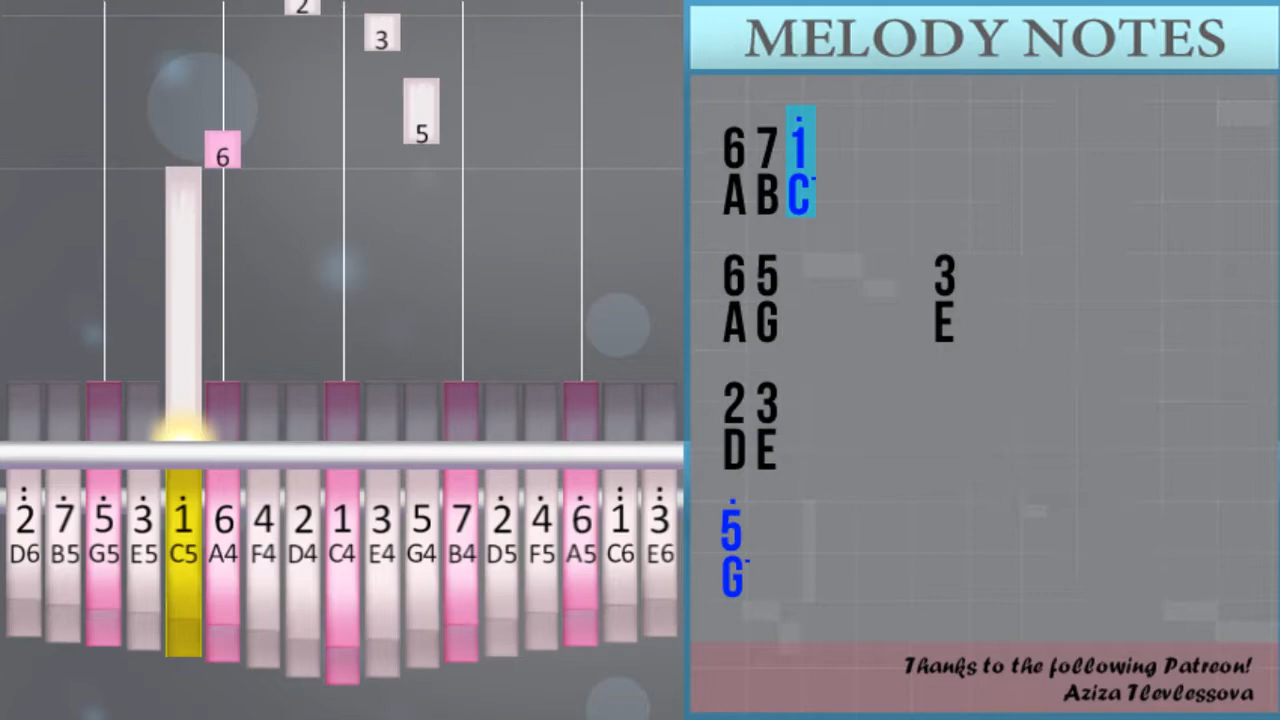 2
3
5
6
2̇ 7̇ 5̇ 3̇ 1̇ 6 4 2 1 3 5 7 2̇ 4̇ 6̇ 1̈ 3̈
D6 B5 G5 E5 C5 A4 F4 D4 C4 E4 G4 B4 D5 F5 A5 C6 E6
MELODY NOTES
6 7 1̇
A B C˙
6 5 3
A G E
2 3
D E
5̇
G˙
Thanks to the following Patreon!
Aziza Tlevlessova